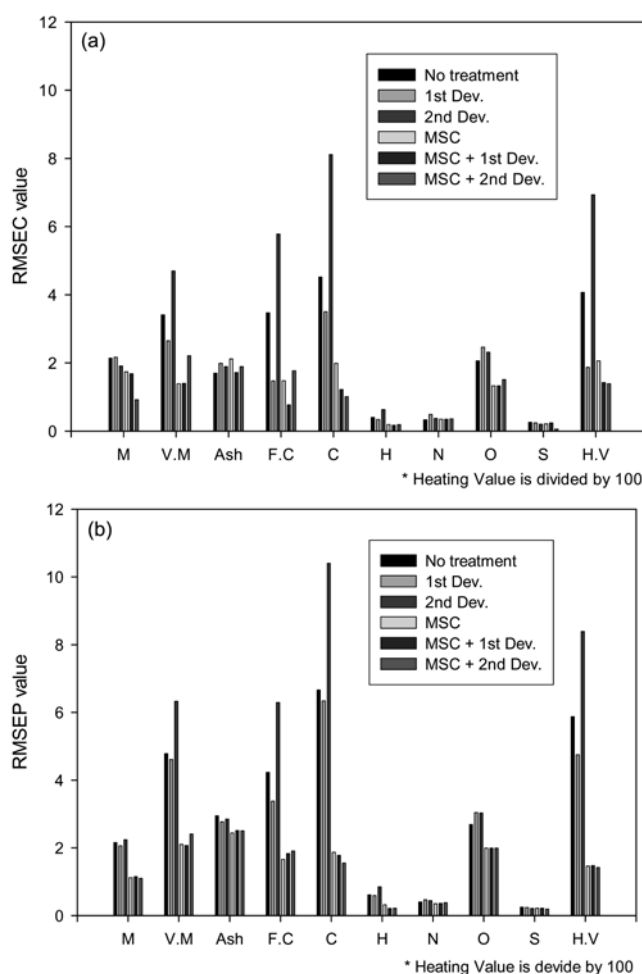 12
(a)
No treatment
1st Dev.
2nd Dev.
MSC
MSC + 1st Dev.
MSC + 2nd Dev.
10
8
6
4
2
0
RMSEC value
M V.M Ash F.C C H N O S H.V
* Heating Value is divided by 100
12
(b)
No treatment
1st Dev.
2nd Dev.
MSC
MSC + 1st Dev.
MSC + 2nd Dev.
10
8
6
4
2
0
RMSEP value
M V.M Ash F.C C H N O S H.V
* Heating Value is devide by 100